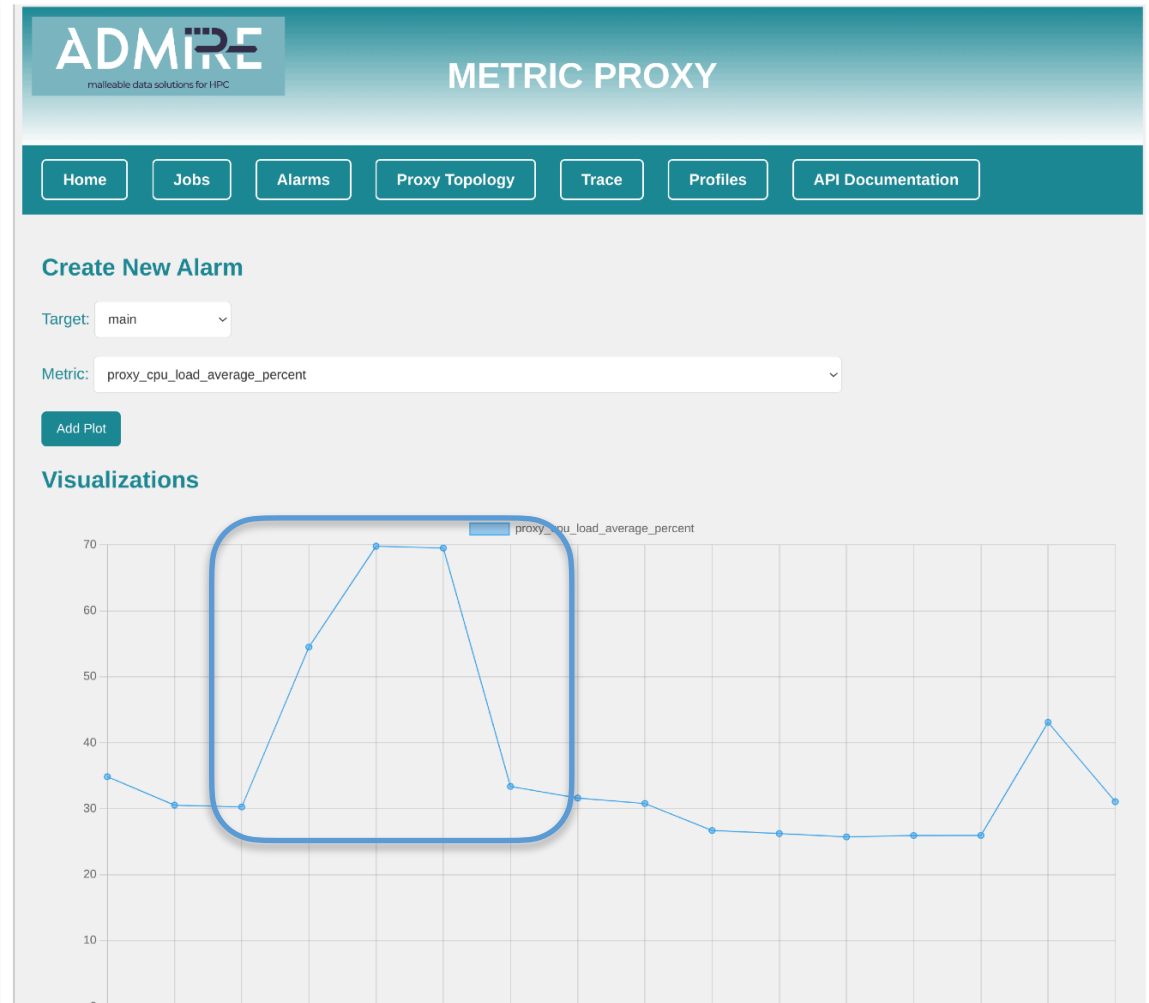 ADMIRE
malleable data solutions for HPC
METRIC PROXY
Home Jobs Alarms Proxy Topology Trace Profiles API Documentation
Create New Alarm
Target: main
Metric: proxy_cpu_load_average_percent
Add Plot
Visualizations
proxy_cpu_load_average_percent
70
60
50
40
30
20
10